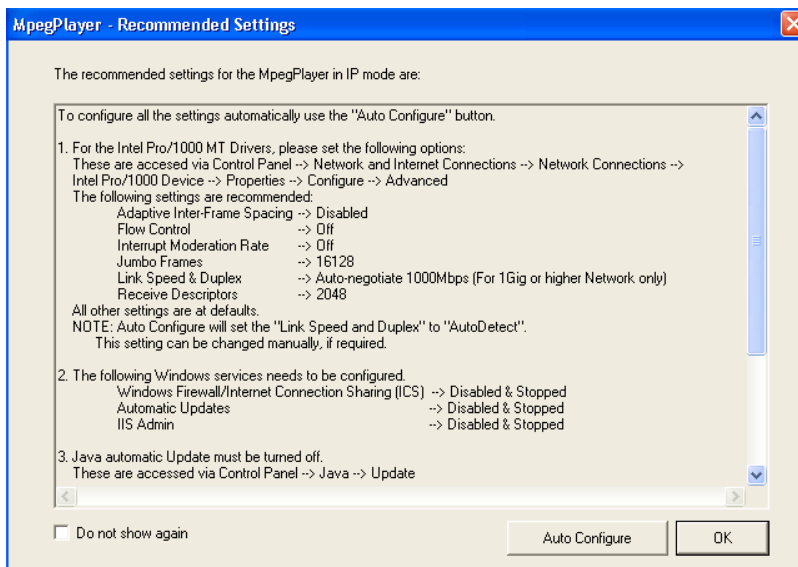 MpegPlayer - Recommended Settings
The recommended settings for the MpegPlayer in IP mode are:
To configure all the settings automatically use the "Auto Configure" button.
1. For the Intel Pro/1000 MT Drivers, please set the following options:
These are accesed via Control Panel --> Network and Internet Connections --> Network Connections -->
Intel Pro/1000 Device --> Properties --> Configure --> Advanced
The following settings are recommended:
Adaptive Inter-Frame Spacing --> Disabled
Flow Control --> Off
Interrupt Moderation Rate --> Off
Jumbo Frames --> 16128
Link Speed & Duplex --> Auto-negotiate 1000Mbps (For 1Gig or higher Network only)
Receive Descriptors --> 2048
All other settings are at defaults.
NOTE: Auto Configure will set the "Link Speed and Duplex" to "AutoDetect".
This setting can be changed manually, if required.
2. The following Windows services needs to be configured.
Windows Firewall/Internet Connection Sharing (ICS) --> Disabled & Stopped
Automatic Updates --> Disabled & Stopped
IIS Admin --> Disabled & Stopped
3. Java automatic Update must be turned off.
These are accessed via Control Panel --> Java --> Update
Do not show again
Auto Configure
OK